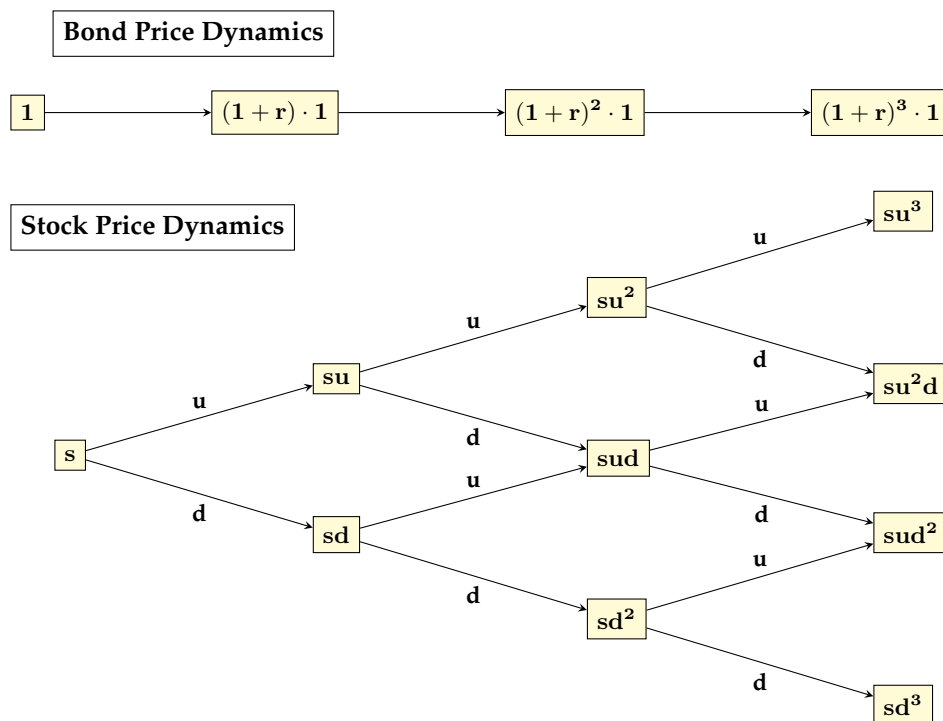 Bond Price Dynamics
1 (1 + r) · 1 (1 + r)² · 1 (1 + r)³ · 1
Stock Price Dynamics
su³
u
su²
u d
su su²d
u d u
s sud
d u d
sd sud²
d u
sd²
d
sd³